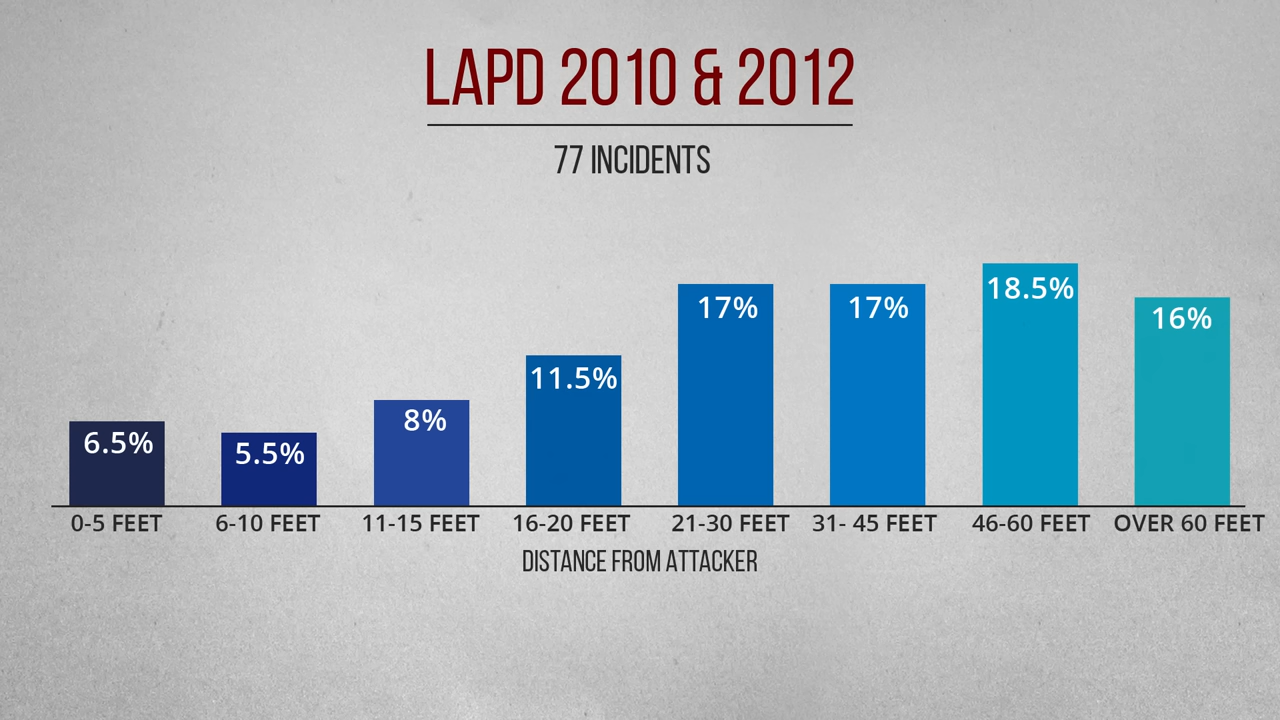 LAPD 2010 & 2012
77 INCIDENTS
6.5%
5.5%
8%
11.5%
17%
17%
18.5%
16%
0-5 FEET
6-10 FEET
11-15 FEET
16-20 FEET
21-30 FEET
31- 45 FEET
46-60 FEET
OVER 60 FEET
DISTANCE FROM ATTACKER